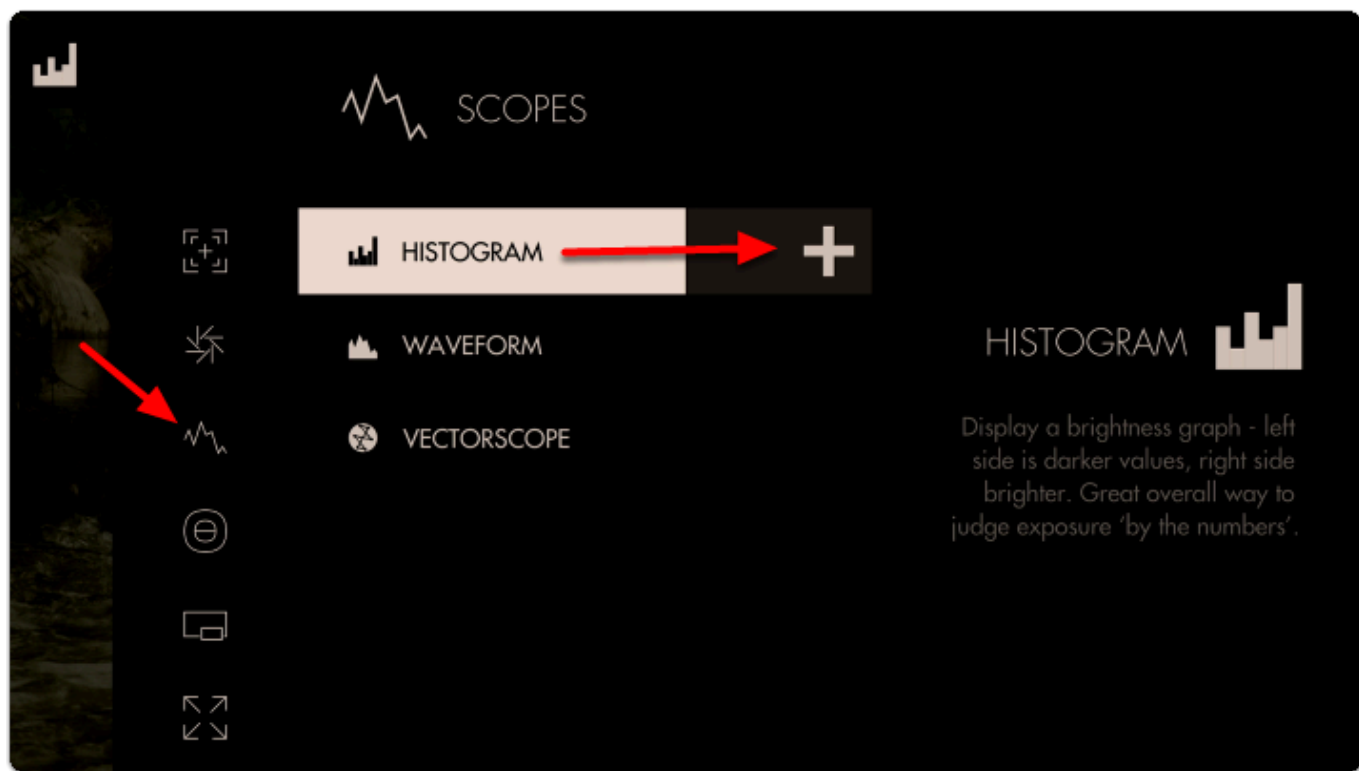 SCOPES
HISTOGRAM
WAVEFORM
VECTORSCOPE
HISTOGRAM
Display a brightness graph - left
side is darker values, right side
brighter. Great overall way to
judge exposure ‘by the numbers’.